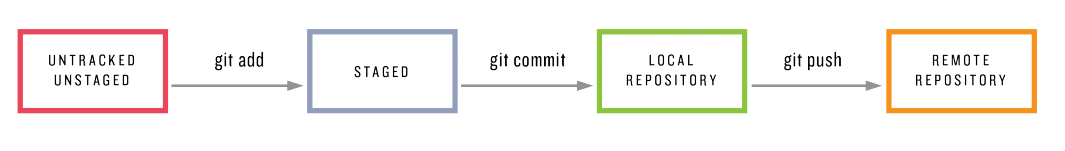 UNTRACKED
UNSTAGED
git add
STAGED
git commit
LOCAL
REPOSITORY
git push
REMOTE
REPOSITORY